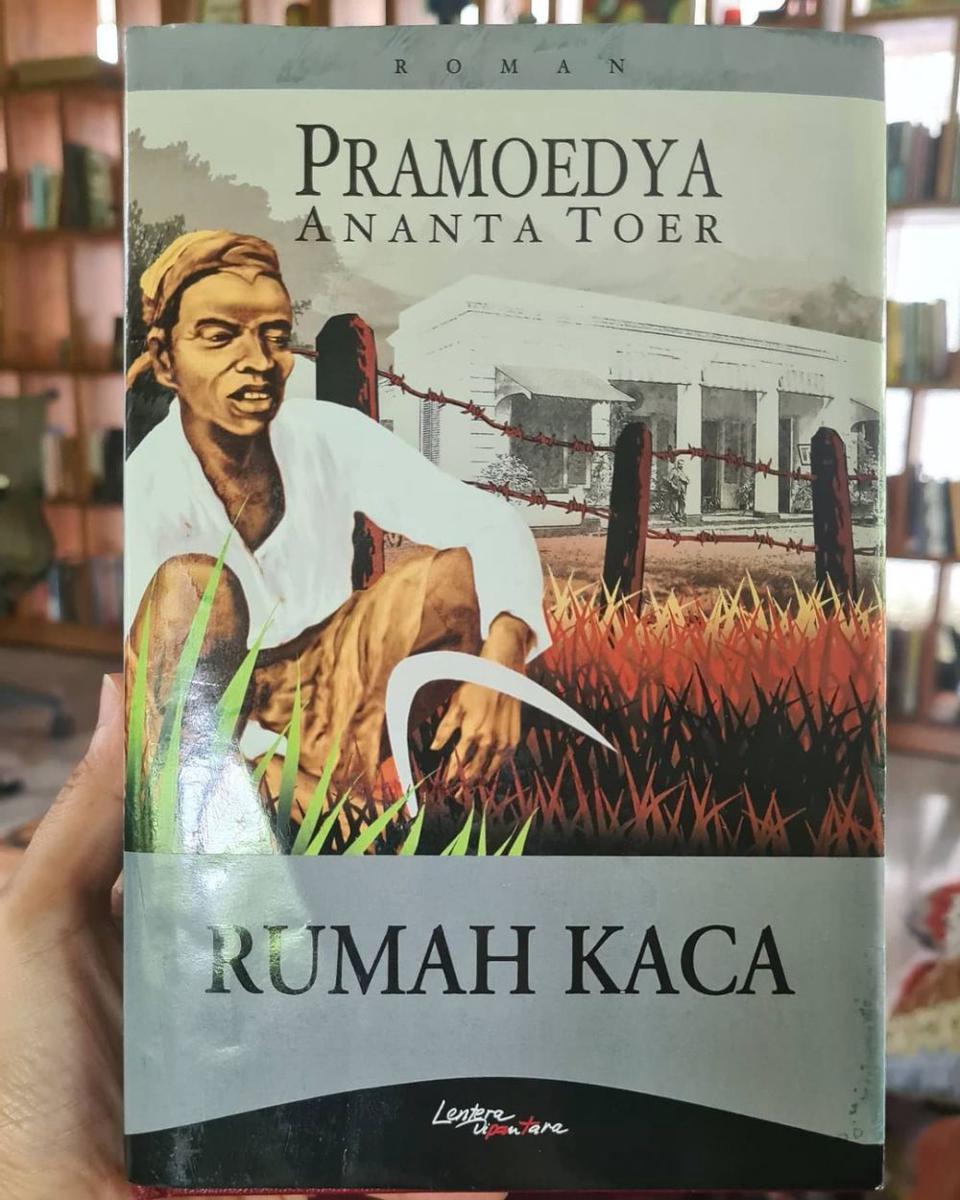 ROMAN
PRAMOEDYA
ANANTA TOER
RUMAH KACA
Lentera
Dipantara